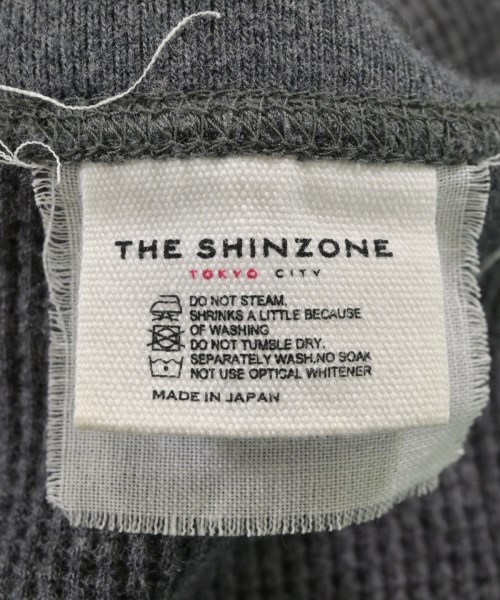 THE SHINZONE
TOKYO CITY
DO NOT STEAM.
SHRINKS A LITTLE BECAUSE
OF WASHING
DO NOT TUMBLE DRY.
SEPARATELY WASH.NO SOAK
NOT USE OPTICAL WHITENER
MADE IN JAPAN